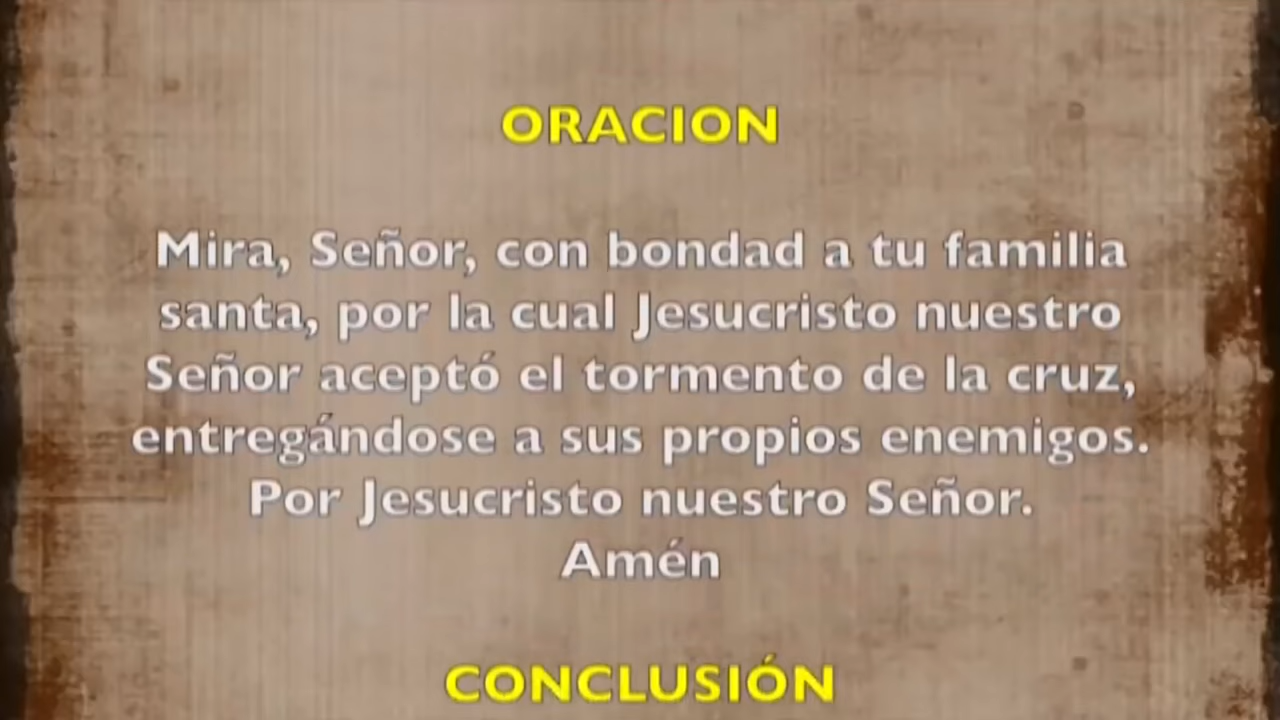 ORACION
Mira, Señor, con bondad a tu familia
santa, por la cual Jesucristo nuestro
Señor aceptó el tormento de la cruz,
entregándose a sus propios enemigos.
Por Jesucristo nuestro Señor.
Amén
CONCLUSIÓN